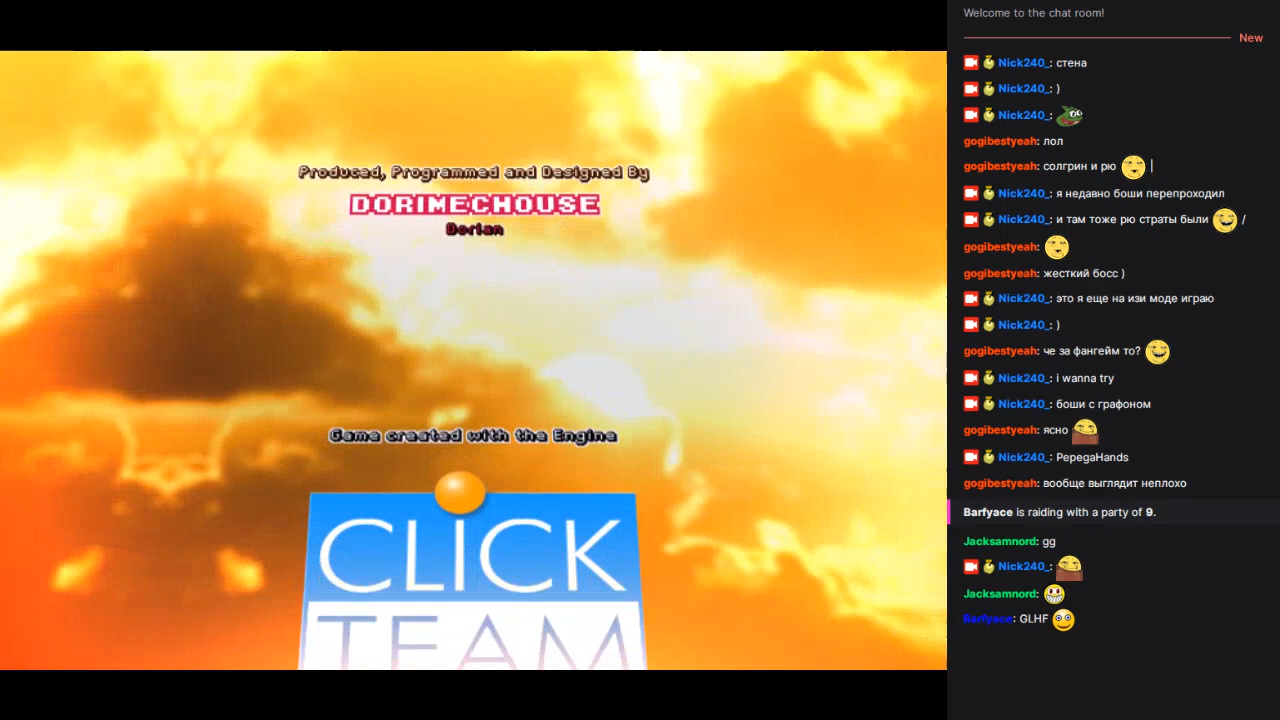 Produced, Programmed and Designed By
DORIMECHOUSE
Dorian
Game created with the Engine
CLICK
TEAM
Welcome to the chat room!
New
Nick240_: стена
Nick240_: )
Nick240_:
gogibestyeah: лол
gogibestyeah: солгрин и рю |
Nick240_: я недавно боши перепроходил
Nick240_: и там тоже рю страты были /
gogibestyeah:
gogibestyeah: жесткий босс )
Nick240_: это я еще на изи моде играю
Nick240_: )
gogibestyeah: че за фангейм то?
Nick240_: i wanna try
Nick240_: боши с графоном
gogibestyeah: ясно
Nick240_: PepegaHands
gogibestyeah: вообще выглядит неплохо
Barfyace is raiding with a party of 9.
Jacksamnord: gg
Nick240_:
Jacksamnord:
Barfyace: GLHF